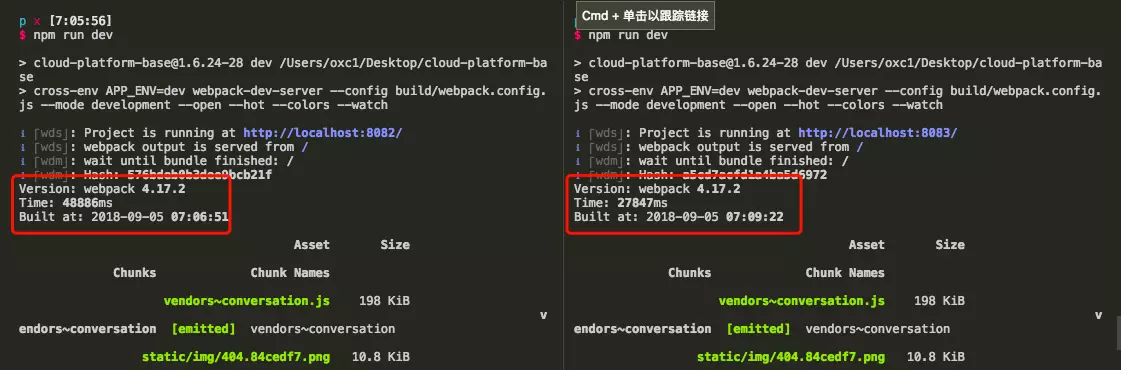 p x [7:05:56]
$ npm run dev
> cloud-platform-base@1.6.24-28 dev /Users/oxc1/Desktop/cloud-platform-ba
se
> cross-env APP_ENV=dev webpack-dev-server --config build/webpack.config.
js --mode development --open --hot --colors --watch
i ｢wds｣: Project is running at http://localhost:8082/
i ｢wds｣: webpack output is served from /
i ｢wdm｣: wait until bundle finished: /
i ｢wdm｣: Hash:
Version: webpack 4.17.2
Time: 48886ms
Built at: 2018-09-05 07:06:51
Asset Size
Chunks Chunk Names
vendors~conversation.js 198 KiB
v
endors~conversation [emitted] vendors~conversation
static/img/404.84cedf7.png 10.8 KiB
Cmd + 单击以跟踪链接
p
$ npm run dev
> cloud-platform-base@1.6.24-28 dev /Users/oxc1/Desktop/cloud-platform-ba
se
> cross-env APP_ENV=dev webpack-dev-server --config build/webpack.config.
js --mode development --open --hot --colors --watch
i ｢wds｣: Project is running at http://localhost:8083/
i ｢wds｣: webpack output is served from /
i ｢wdm｣: wait until bundle finished: /
i ｢wdm｣: Hash:
Version: webpack 4.17.2
Time: 27847ms
Built at: 2018-09-05 07:09:22
Asset Size
Chunks Chunk Names
vendors~conversation.js 198 KiB
v
endors~conversation [emitted] vendors~conversation
static/img/404.84cedf7.png 10.8 KiB